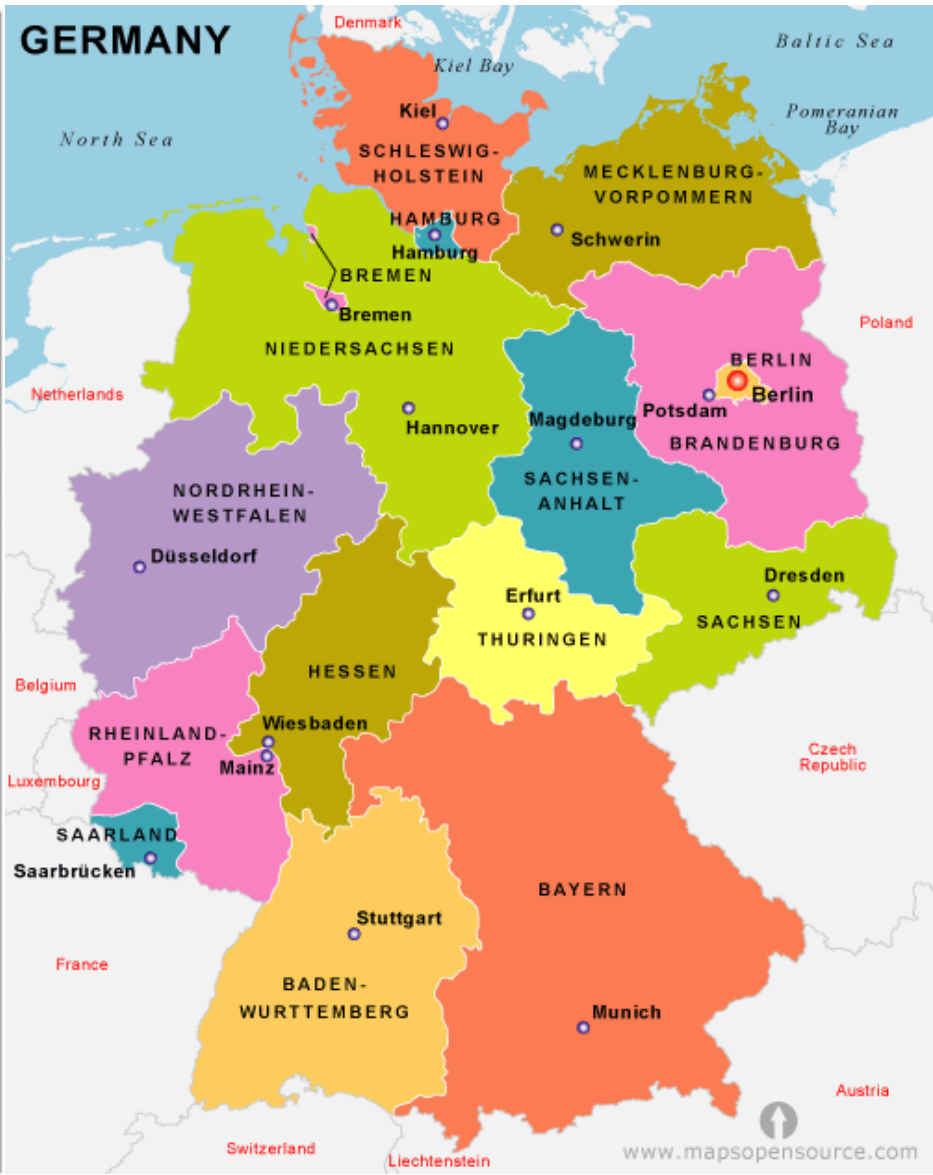 GERMANY
Denmark
Baltic Sea
Kiel Bay
North Sea
Pomeranian
Bay
Kiel
SCHLESWIG-
HOLSTEIN
MECKLENBURG-
VORPOMMERN
HAMBURG
Hamburg
Schwerin
BREMEN
Bremen
NIEDERSACHSEN
Poland
BERLIN
Berlin
Netherlands
Potsdam
Hannover
Magdeburg
BRANDENBURG
SACHSEN-
ANHALT
NORDRHEIN-
WESTFALEN
Düsseldorf
Dresden
Erfurt
SACHSEN
THURINGEN
HESSEN
Belgium
Wiesbaden
RHEINLAND-
PFALZ
Mainz
Czech
Republic
Luxembourg
SAARLAND
Saarbrücken
BAYERN
Stuttgart
France
BADEN-
WURTTEMBERG
Munich
Austria
Switzerland
Liechtenstein
www.mapsopensource.com